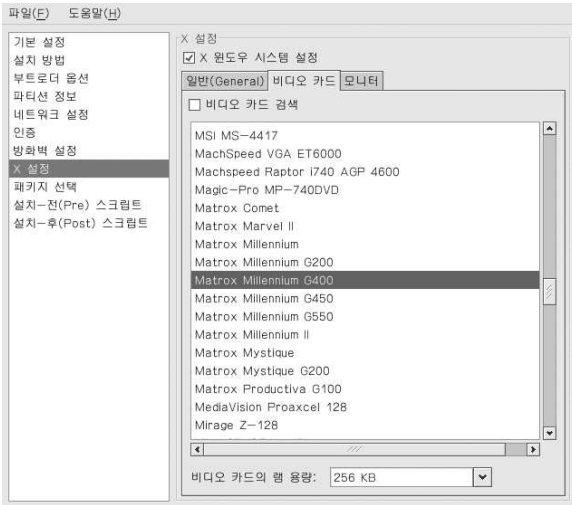 파일(F) 도움말(H)
기본 설정
설치 방법
부트로더 옵션
파티션 정보
네트워크 설정
인증
방화벽 설정
X 설정
패키지 선택
설치-전(Pre) 스크립트
설치-후(Post) 스크립트
X 설정
X 윈도우 시스템 설정
일반(General) 비디오 카드 모니터
비디오 카드 검색
MSI MS-4417
MachSpeed VGA ET6000
Machspeed Raptor i740 AGP 4600
Magic-Pro MP-740DVD
Matrox Comet
Matrox Marvel II
Matrox Millennium
Matrox Millennium G200
Matrox Millennium G400
Matrox Millennium G450
Matrox Millennium G550
Matrox Millennium II
Matrox Mystique
Matrox Mystique G200
Matrox Productiva G100
MediaVision Proaxcel 128
Mirage Z-128
비디오 카드의 램 용량: 256 KB